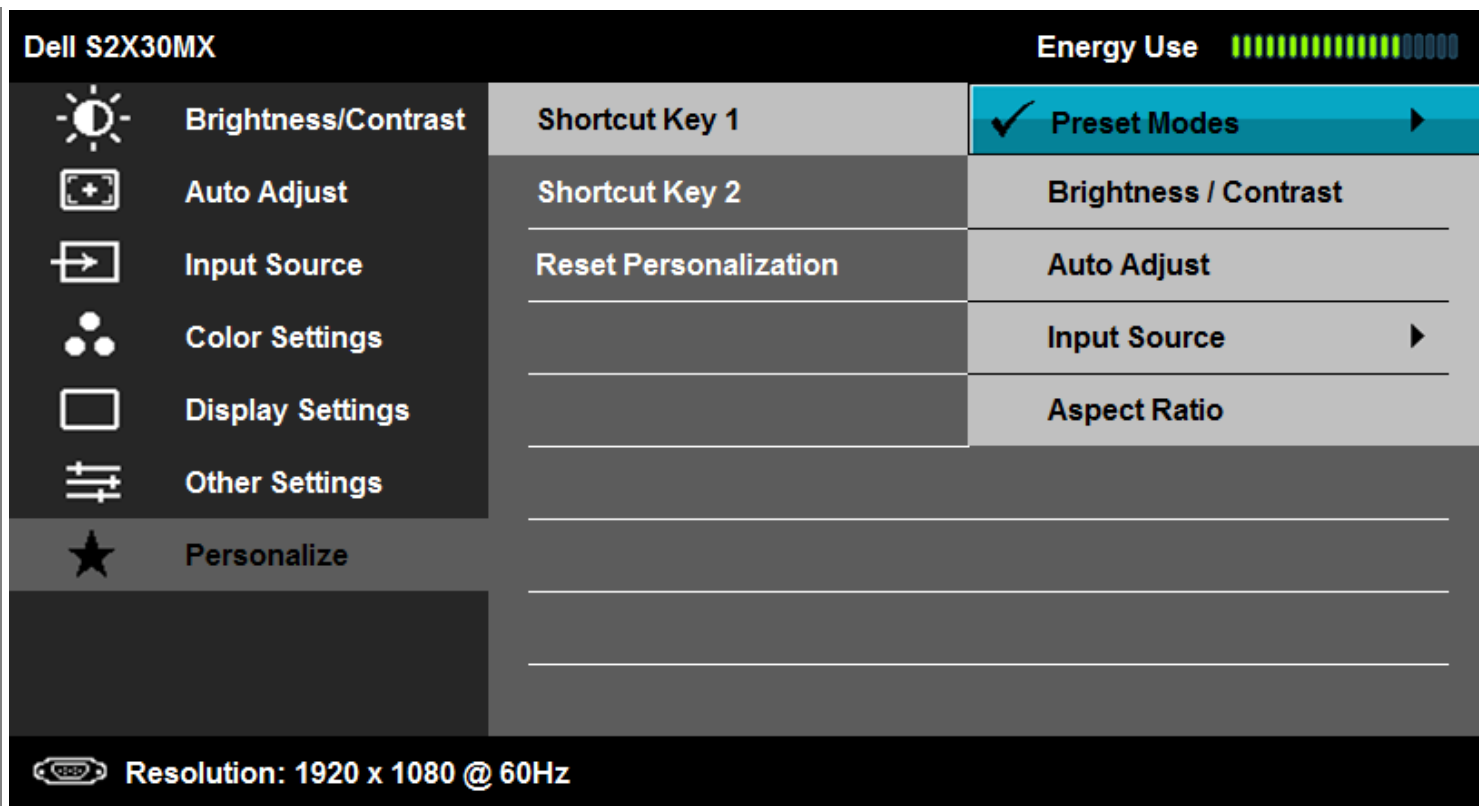 Dell S2X30MX Energy Use
Brightness/Contrast Shortcut Key 1 Preset Modes
Auto Adjust Shortcut Key 2 Brightness / Contrast
Input Source Reset Personalization Auto Adjust
Color Settings Input Source
Display Settings Aspect Ratio
Other Settings
Personalize
Resolution: 1920 x 1080 @ 60Hz